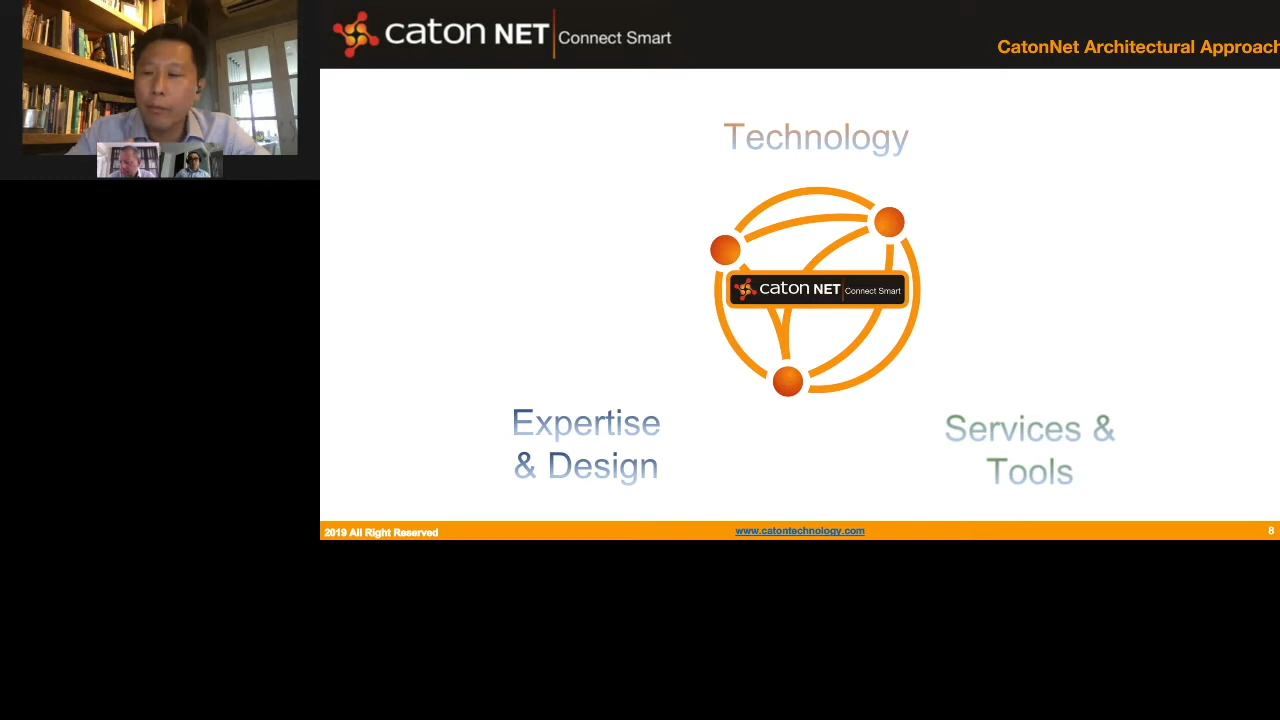 caton NET Connect Smart
CatonNet Architectural Approach
Technology
caton NET Connect Smart
Expertise
& Design
Services &
Tools
2019 All Right Reserved
www.catontechnology.com
8